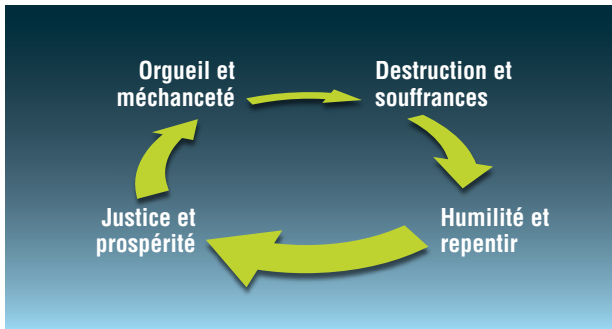 Orgueil et
méchanceté
Destruction et
souffrances
Humilité et
repentir
Justice et
prospérité